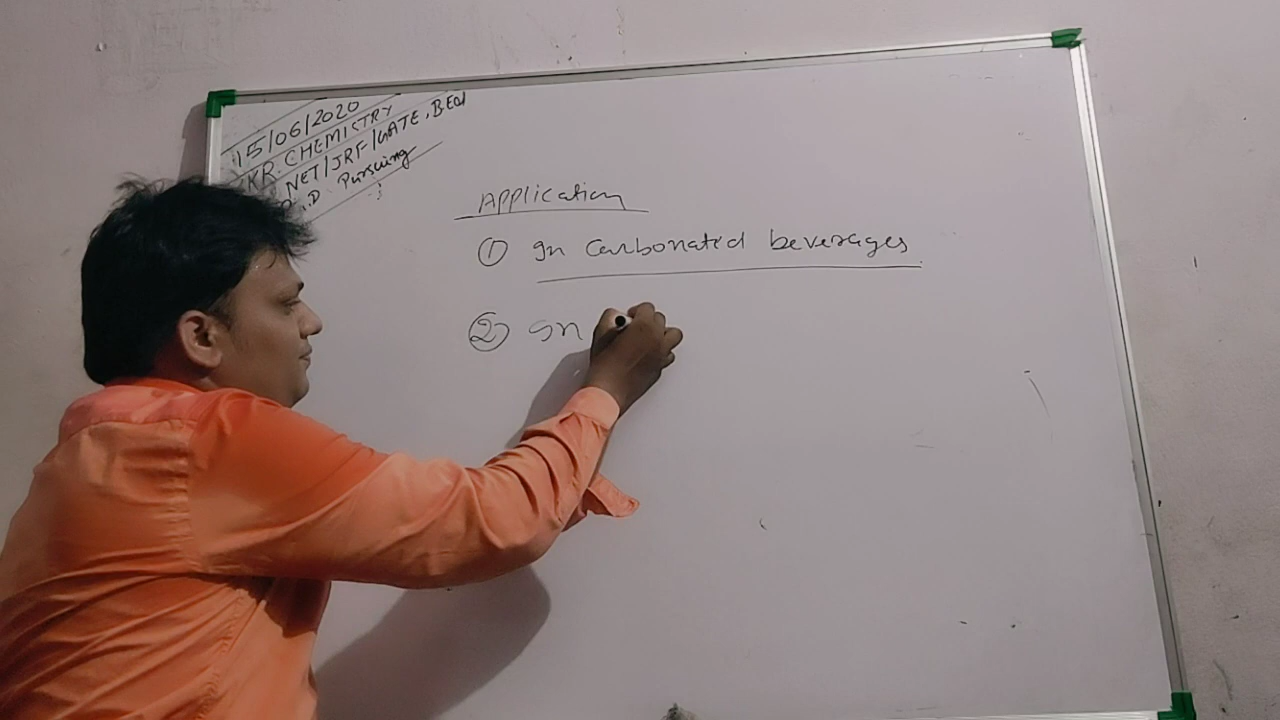 15/06/2020
KR. CHEMISTRY
NET/JRF/GATE, BEd
.D Pursuing
Application
① In Carbonated beverages
② In